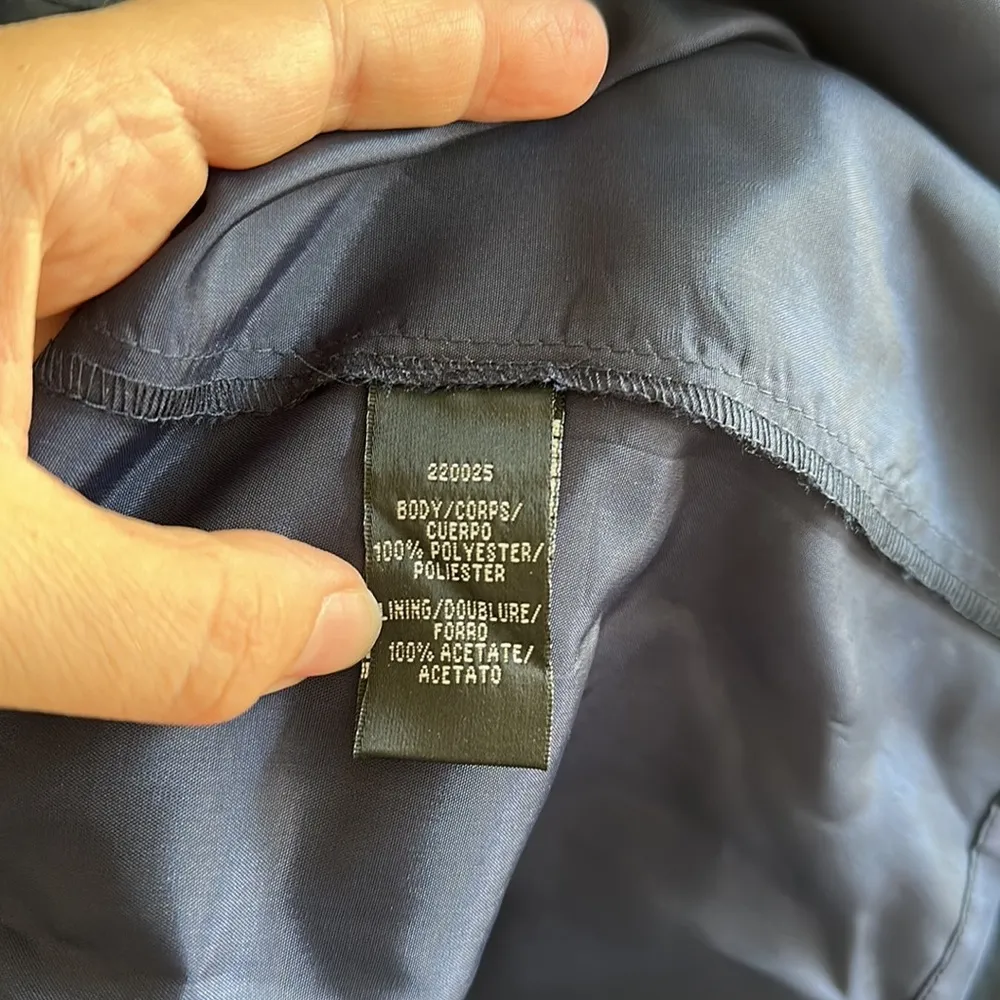 220025
BODY/CORPS/
CUERPO
100% POLYESTER/
POLIESTER
LINING/DOUBLURE/
FORRO
100% ACETATE/
ACETATO